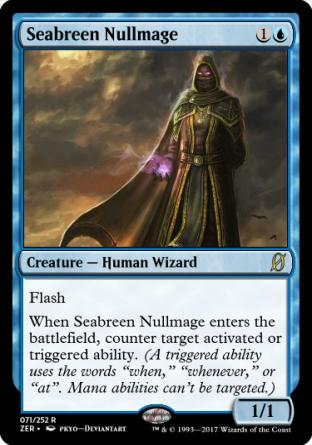 Seabreen Nullmage 1
Creature — Human Wizard
Flash
When Seabreen Nullmage enters the
battlefield, counter target activated or
triggered ability. (A triggered ability
uses the words “when,” “whenever,” or
“at”. Mana abilities can’t be targeted.)
1/1
071/252 R
ZER • PKYO—DEVIANTART
™ & © 1993—2017 Wizards of the Coast